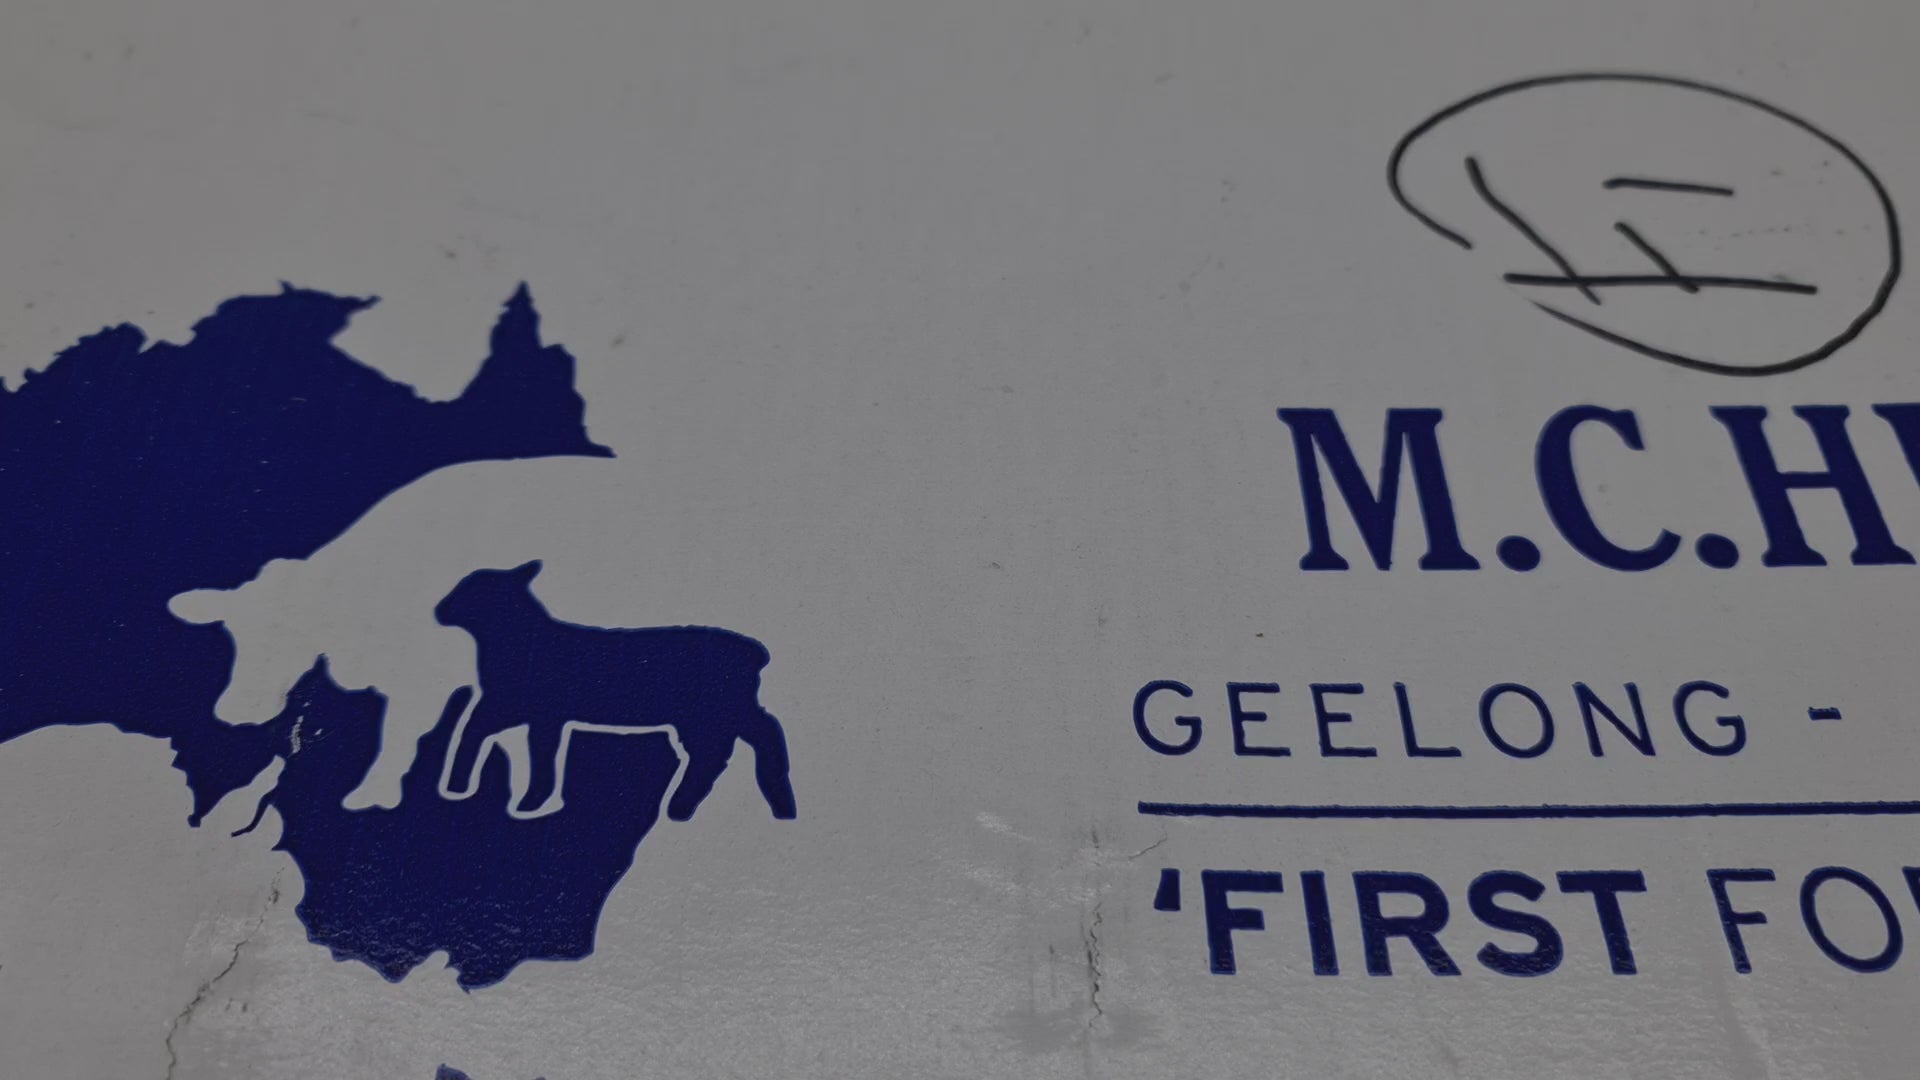 M.C.H
GEELONG -
'FIRST FO